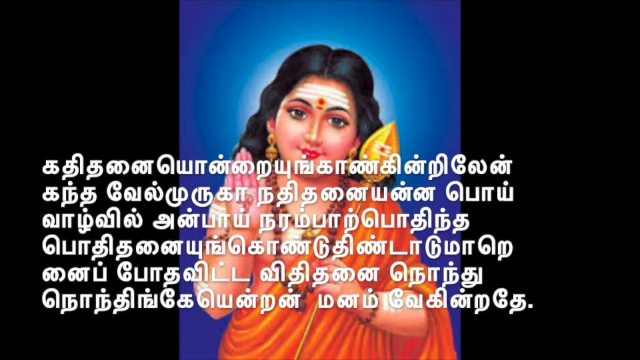 கதிதனையொன்றையுங்காண்கின்றிலேன்
கந்த வேல்முருகா நதிதனையன்ன பொய்
வாழ்வில் அன்பாய் நரம்பாற்பொதிந்த
பொதிதனையுங்கொண்டுதிண்டாடுமாறெ
னைப் போதவிட்ட விதிதனை நொந்து
நொந்திங்கேயென்றன் மனம் வேகின்றதே.